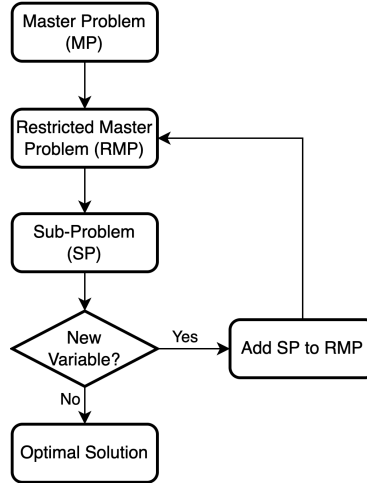 Master Problem
(MP)
Restricted Master
Problem (RMP)
Sub-Problem
(SP)
New
Variable?
Yes
Add SP to RMP
No
Optimal Solution